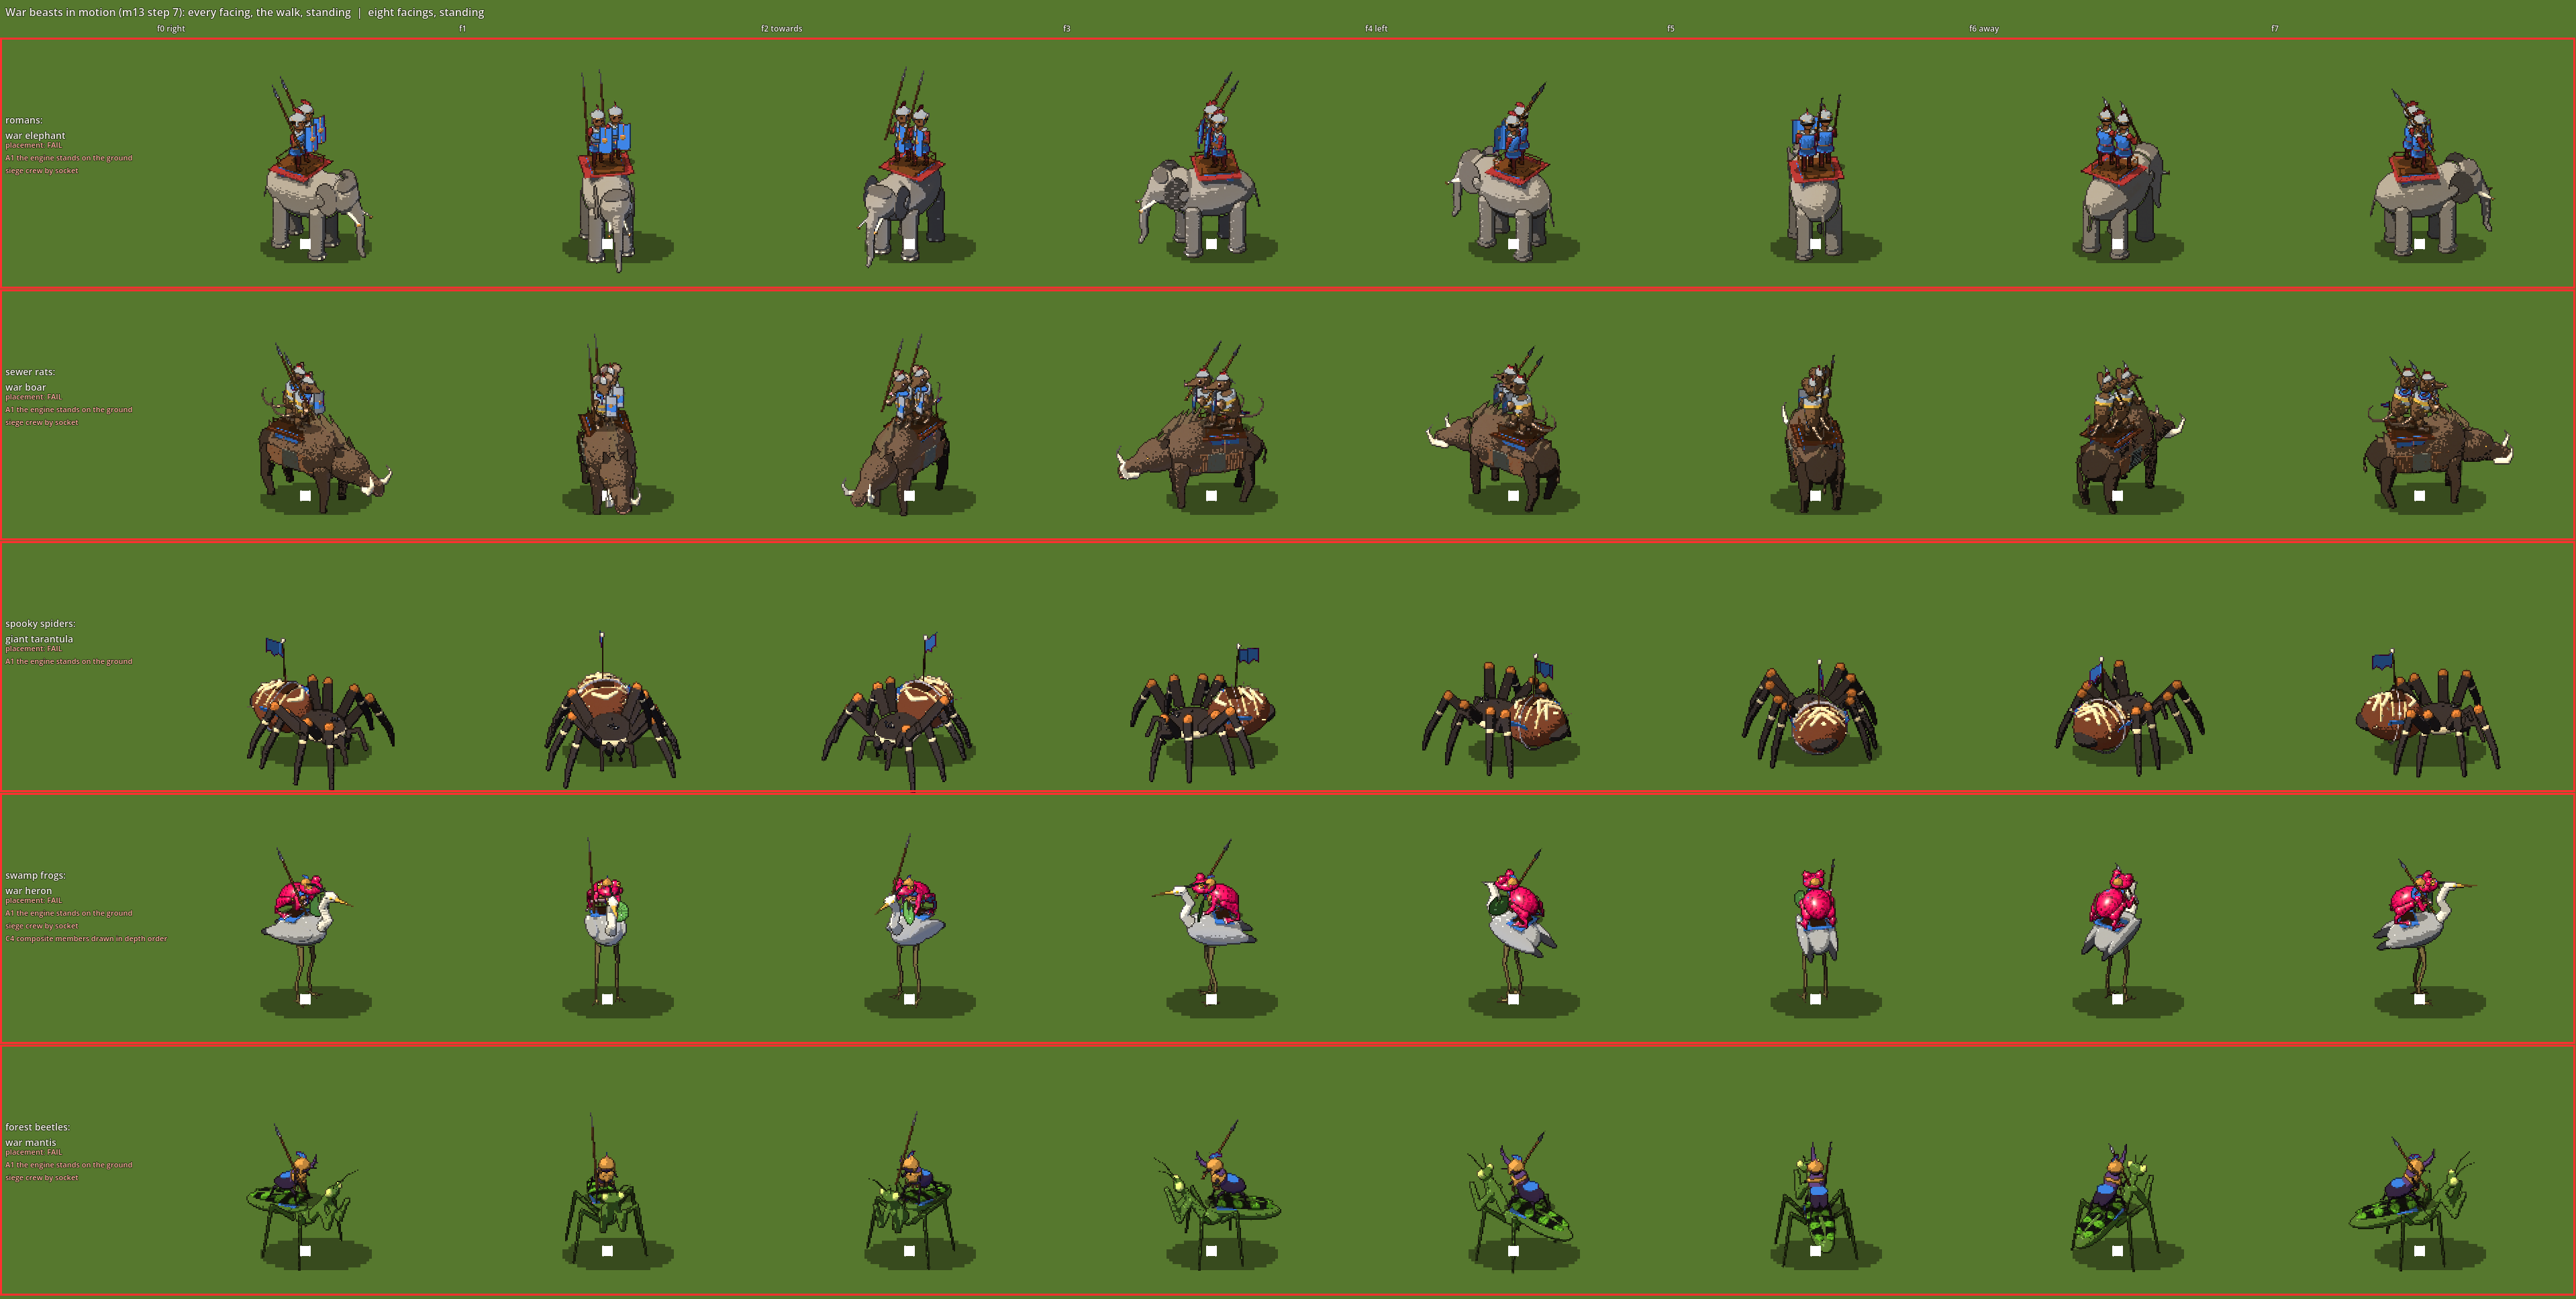 War beasts in motion (m13 step 7): every facing, the walk, standing | eight facings, standing
f0 right f1 f2 towards f3 f4 left f5 f6 away f7
romans:
war elephant
placement: FAIL
A1 the engine stands on the ground
siege crew by socket
sewer rats:
war boar
placement: FAIL
A1 the engine stands on the ground
siege crew by socket
spooky spiders:
giant tarantula
placement: FAIL
A1 the engine stands on the ground
swamp frogs:
war heron
placement: FAIL
A1 the engine stands on the ground
siege crew by socket
C4 composite members drawn in depth order
forest beetles:
war mantis
placement: FAIL
A1 the engine stands on the ground
siege crew by socket